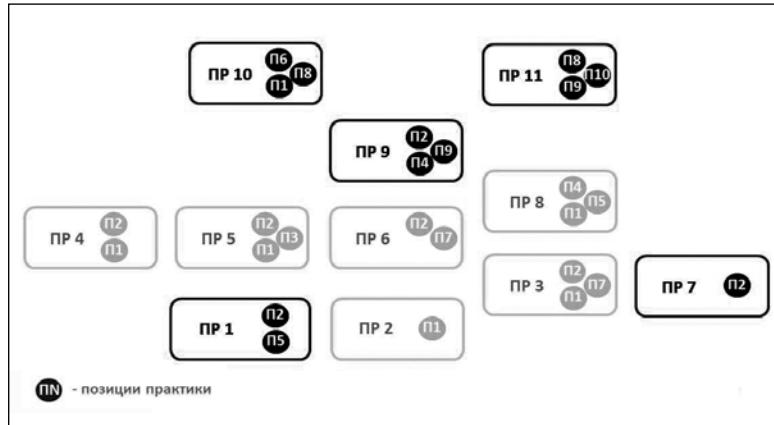 ПР 10 П6 П8 П1
ПР 11 П8 П10 П9
ПР 9 П2 П9 П4
ПР 8 П4 П5 П1
ПР 4 П2 П1
ПР 5 П2 П3 П1
ПР 6 П2 П7
ПР 3 П2 П7 П1
ПР 7 П2
ПР 1 П2 П5
ПР 2 П1
ПN - позиции практики